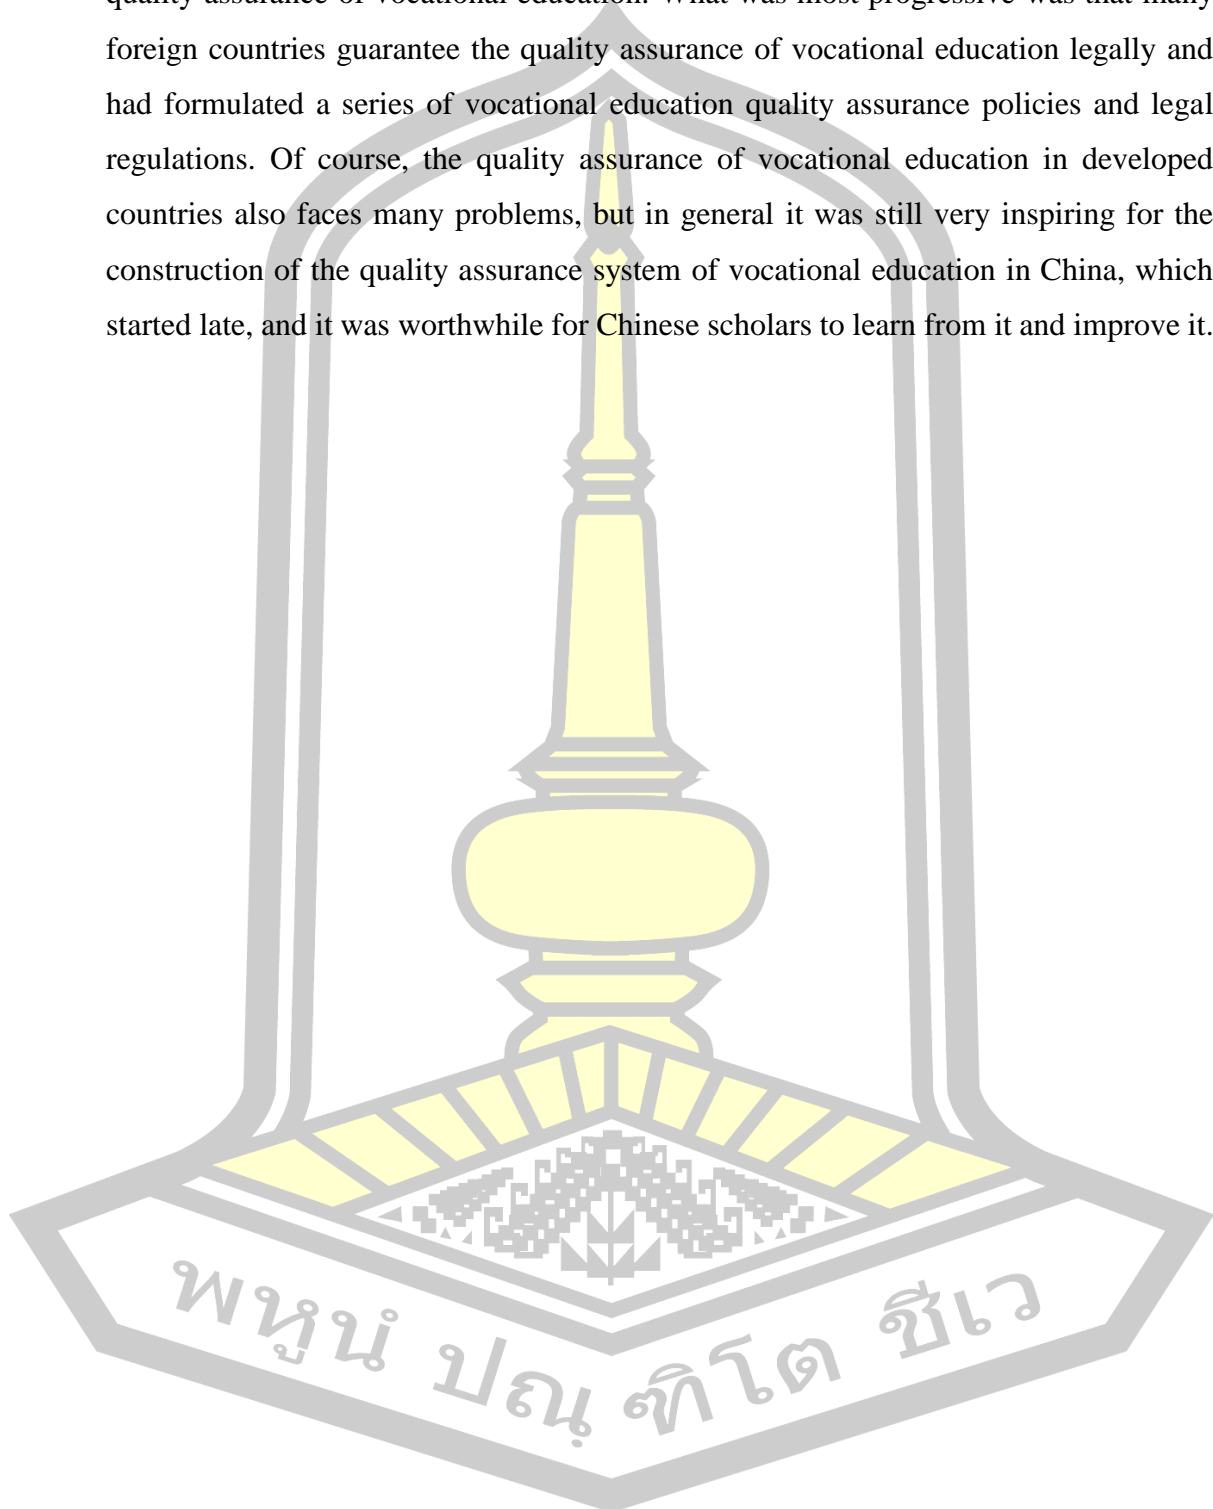 quality assurance of vocational education. What was most progressive was that many
foreign countries guarantee the quality assurance of vocational education legally and
had formulated a series of vocational education quality assurance policies and legal
regulations. Of course, the quality assurance of vocational education in developed
countries also faces many problems, but in general it was still very inspiring for the
construction of the quality assurance system of vocational education in China, which
started late, and it was worthwhile for Chinese scholars to learn from it and improve it.
พหูนํ ปณฺฑิโต ชีเว